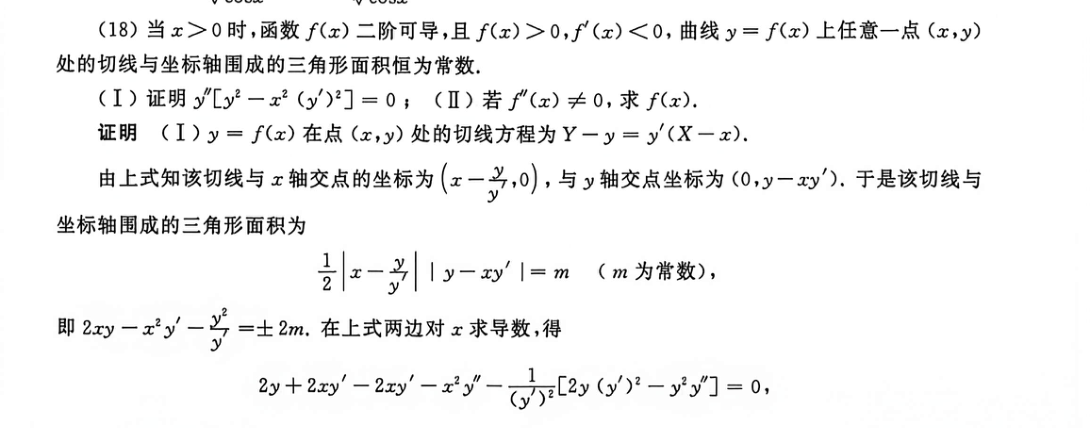 (18) 当 x＞0 时,函数 f(x) 二阶可导,且 f(x)＞0,f′(x)＜0, 曲线 y = f(x) 上任意一点 (x,y)
处的切线与坐标轴围成的三角形面积恒为常数.
(Ⅰ) 证明 y″[y² − x² (y′)²] = 0 ; (Ⅱ) 若 f″(x) ≠ 0, 求 f(x).
证明 (Ⅰ) y = f(x) 在点 (x,y) 处的切线方程为 Y − y = y′(X − x).
由上式知该切线与 x 轴交点的坐标为 (x − y/y′,0) , 与 y 轴交点坐标为 (0,y − xy′). 于是该切线与
坐标轴围成的三角形面积为
1/2 |x − y/y′| | y − xy′ | = m ( m 为常数),
即 2xy − x²y′ − y²/y′ = ± 2m. 在上式两边对 x 求导数,得
2y + 2xy′ − 2xy′ − x²y″ − 1/(y′)² [2y (y′)² − y²y″] = 0,